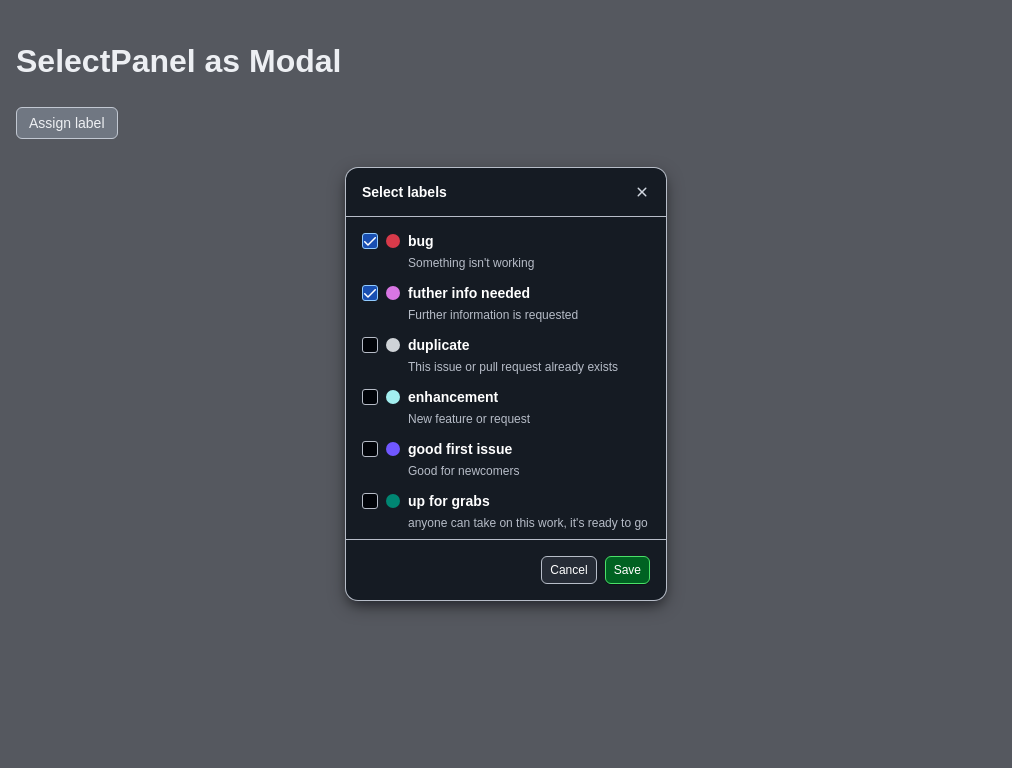 SelectPanel as Modal
Assign label
Select labels
bug
Something isn't working
futher info needed
Further information is requested
duplicate
This issue or pull request already exists
enhancement
New feature or request
good first issue
Good for newcomers
up for grabs
anyone can take on this work, it's ready to go
Cancel Save